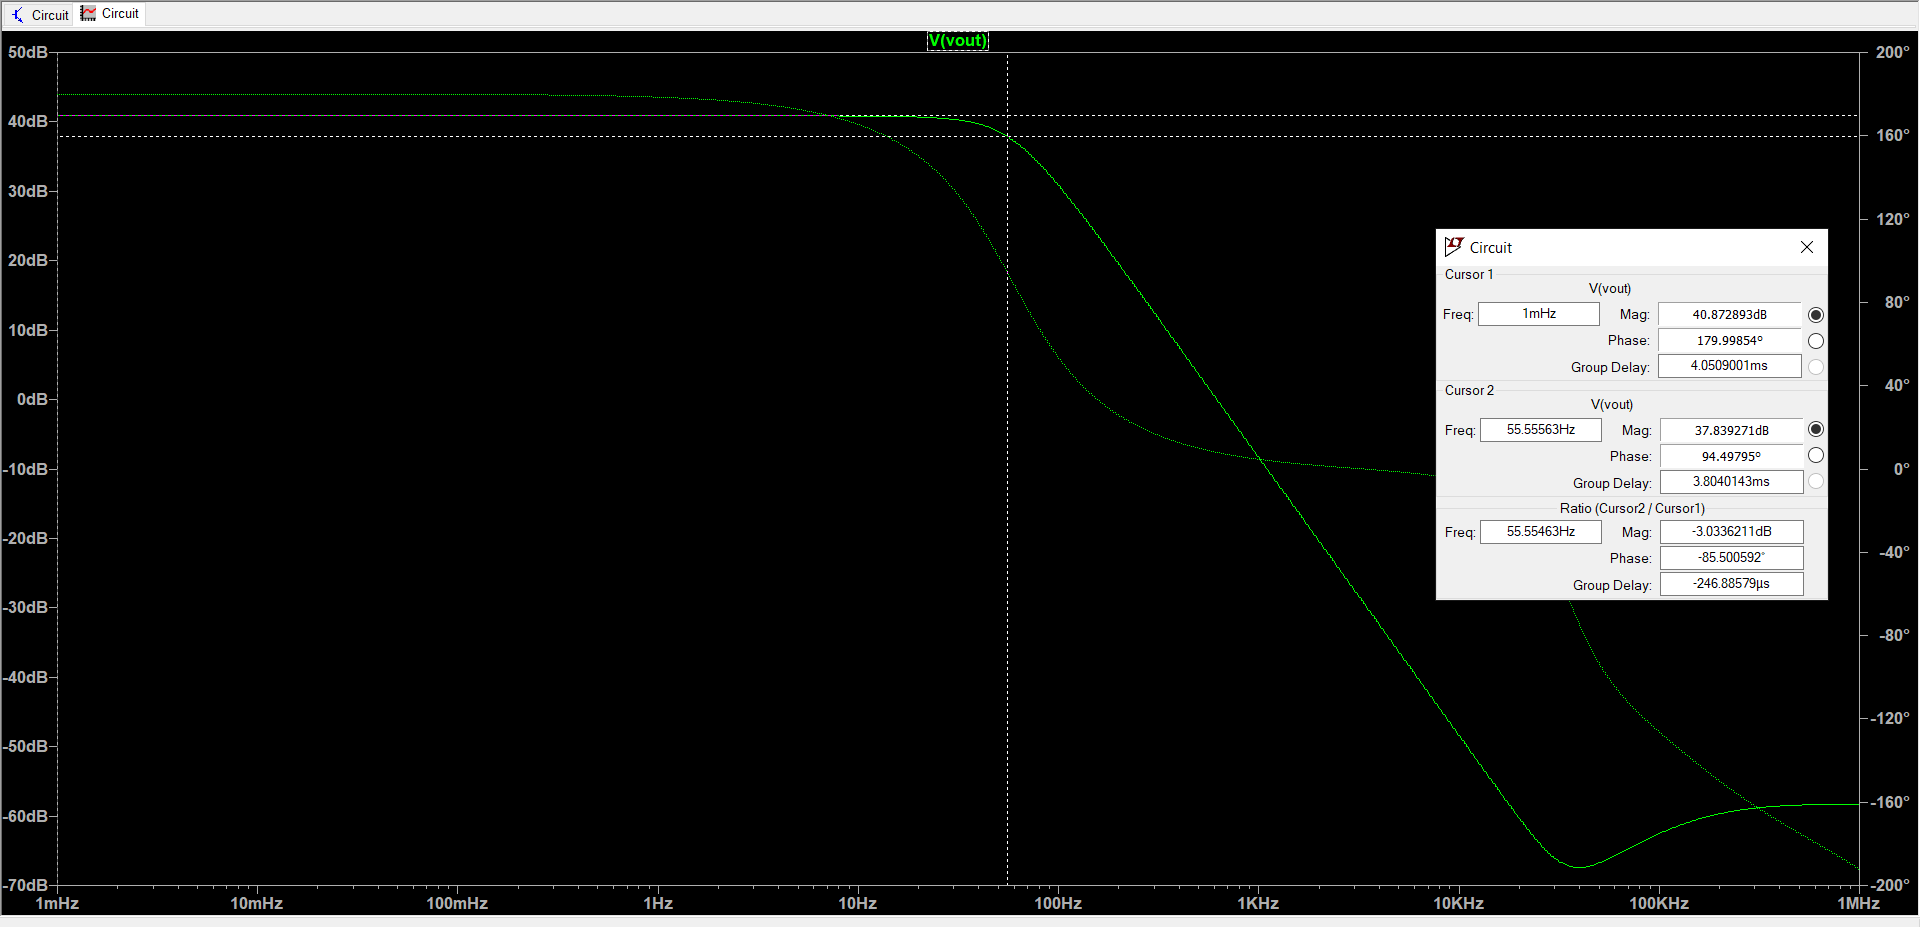 Circuit Circuit
V(vout)
50dB
40dB
30dB
20dB
10dB
0dB
-10dB
-20dB
-30dB
-40dB
-50dB
-60dB
-70dB
200°
160°
120°
80°
40°
0°
-40°
-80°
-120°
-160°
-200°
1mHz 10mHz 100mHz 1Hz 10Hz 100Hz 1KHz 10KHz 100KHz 1MHz
Circuit
Cursor 1
V(vout)
Freq: 1mHz Mag: 40.872893dB
Phase: 179.99854°
Group Delay: 4.0509001ms
Cursor 2
V(vout)
Freq: 55.55563Hz Mag: 37.839271dB
Phase: 94.49795°
Group Delay: 3.8040143ms
Ratio (Cursor2 / Cursor1)
Freq: 55.55463Hz Mag: -3.0336211dB
Phase: -85.500592°
Group Delay: -246.88579µs